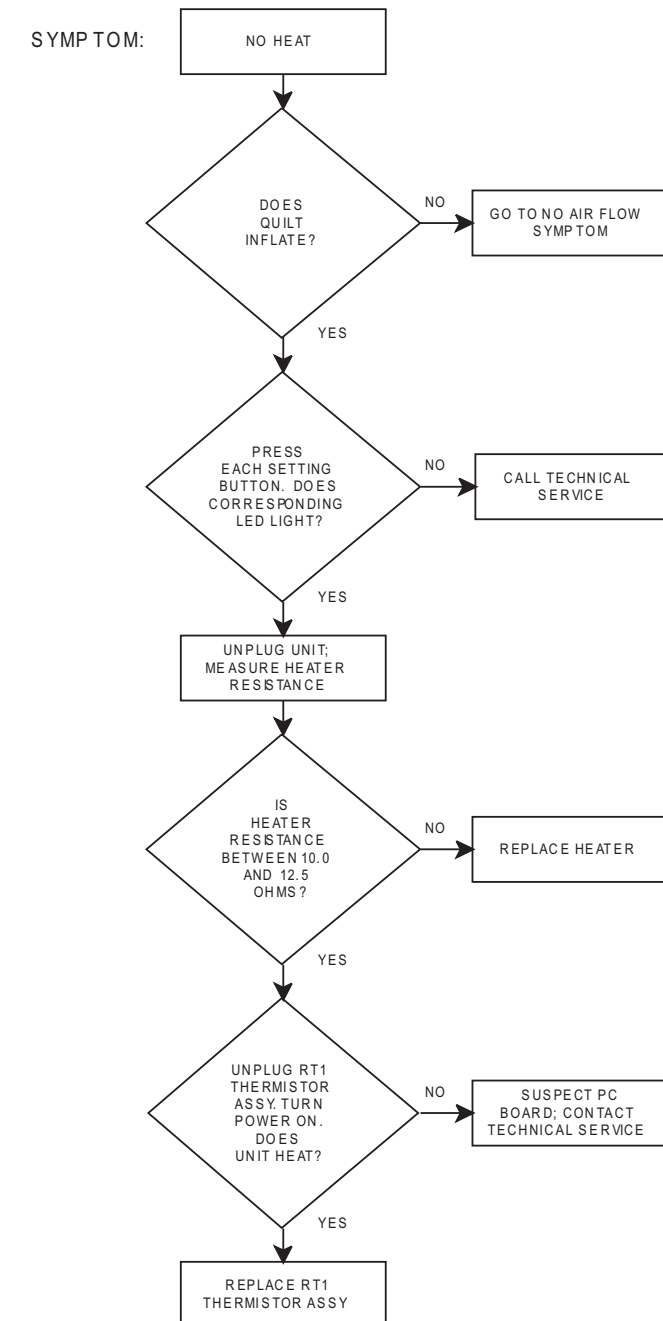 SYMPTOM:
NO HEAT
DOES
QUILT
INFLATE?
NO
GO TO NO AIR FLOW
SYMPTOM
YES
PRESS
EACH SETTING
BUTTON. DOES
CORRESPONDING
LED LIGHT?
NO
CALL TECHNICAL
SERVICE
YES
UNPLUG UNIT;
MEASURE HEATER
RESISTANCE
IS
HEATER
RESISTANCE
BETWEEN 10.0
AND 12.5
OHMS?
NO
REPLACE HEATER
YES
UNPLUG RT1
THERMISTOR
ASSY. TURN
POWER ON.
DOES
UNIT HEAT?
NO
SUSPECT PC
BOARD; CONTACT
TECHNICAL SERVICE
YES
REPLACE RT1
THERMISTOR ASSY